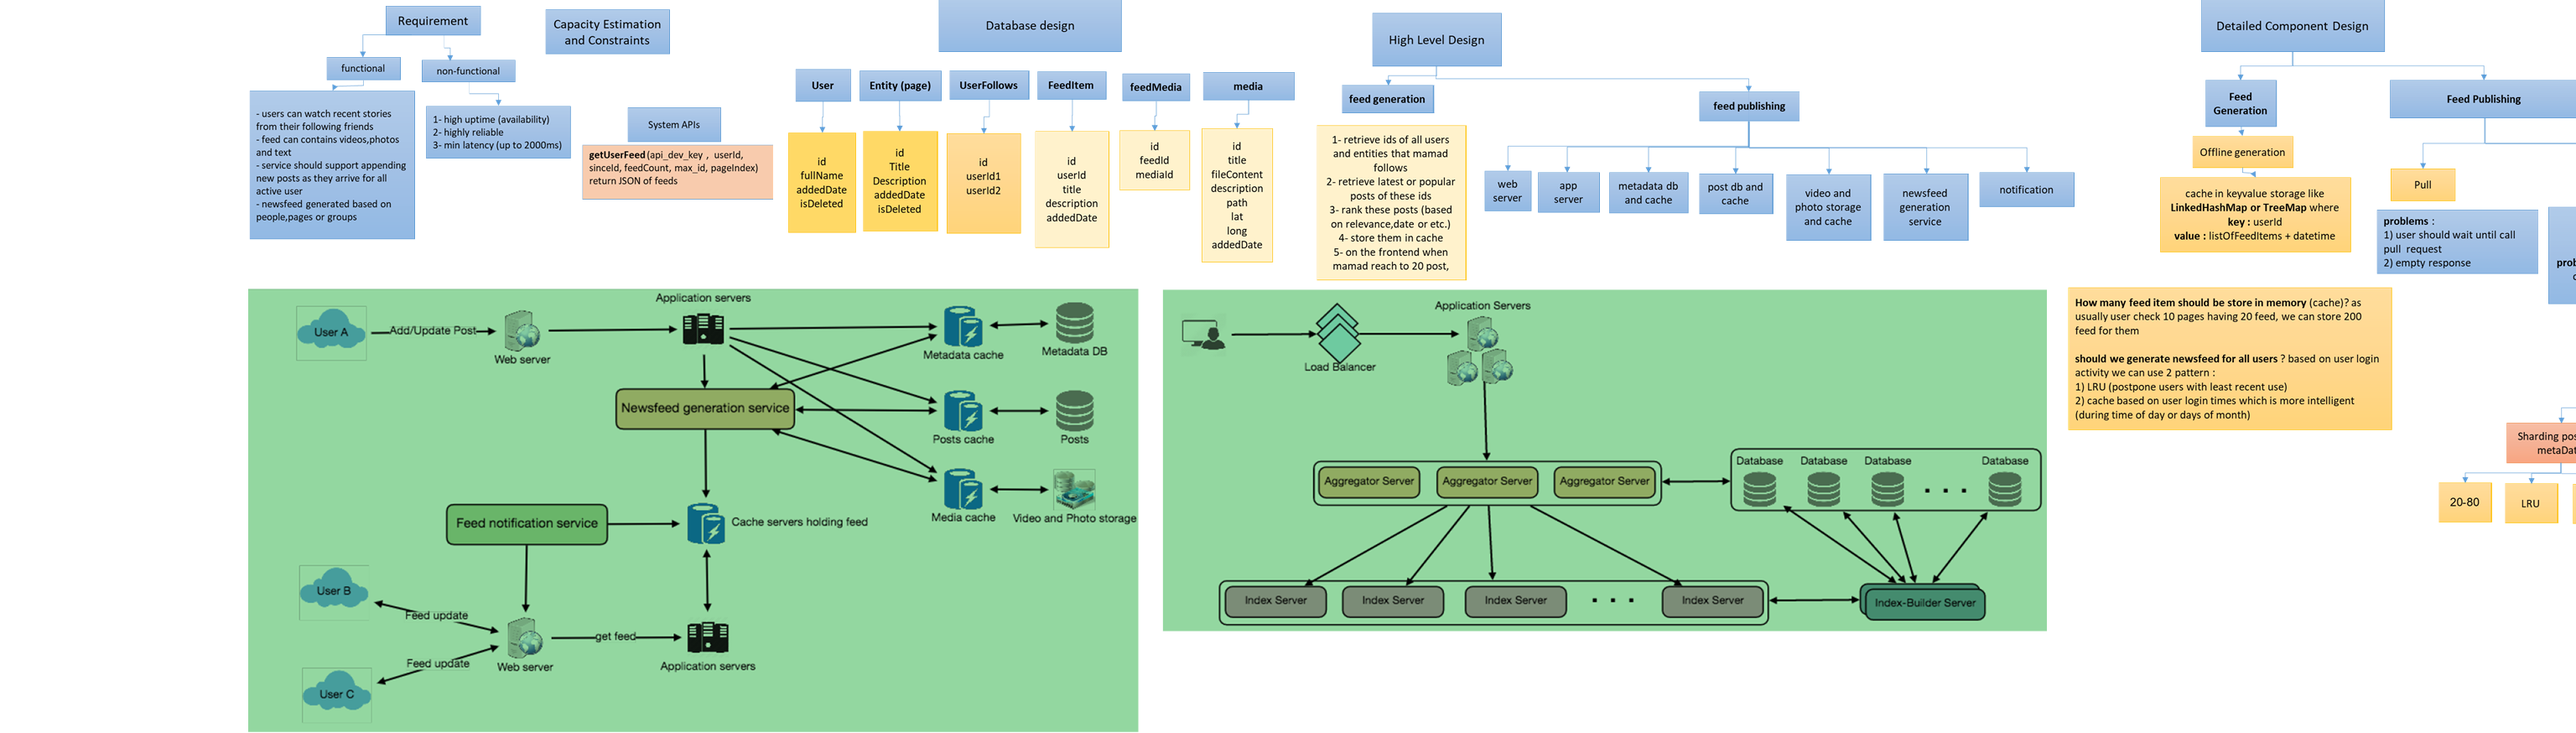 Requirement
functional
non-functional
- users can watch recent stories
from their following friends
- feed can contains videos,photos
and text
- service should support appending
new posts as they arrive for all
active user
- newsfeed generated based on
people,pages or groups
1- high uptime (availability)
2- highly reliable
3- min latency (up to 2000ms)
Capacity Estimation
and Constraints
System APIs
getUserFeed(api_dev_key , userId,
sinceId, feedCount, max_id, pageIndex)
return JSON of feeds
Database design
User
id
fullName
addedDate
isDeleted
Entity (page)
id
Title
Description
addedDate
isDeleted
UserFollows
id
userId1
userId2
FeedItem
id
userId
title
description
addedDate
feedMedia
id
feedId
mediaId
media
id
title
fileContent
description
path
lat
long
addedDate
High Level Design
feed generation
1- retrieve ids of all users
and entities that mamad
follows
2- retrieve latest or popular
posts of these ids
3- rank these posts (based
on relevance,date or etc.)
4- store them in cache
5- on the frontend when
mamad reach to 20 post,
feed publishing
web
server
app
server
metadata db
and cache
post db and
cache
video and
photo storage
and cache
newsfeed
generation
service
notification
Detailed Component Design
Feed
Generation
Offline generation
cache in keyvalue storage like
LinkedHashMap or TreeMap where
key : userId
value : listOfFeedItems + datetime
Feed Publishing
Pull
problems :
1) user should wait until call
pull request
2) empty response
How many feed item should be store in memory (cache)? as
usually user check 10 pages having 20 feed, we can store 200
feed for them
should we generate newsfeed for all users ? based on user login
activity we can use 2 pattern :
1) LRU (postpone users with least recent use)
2) cache based on user login times which is more intelligent
(during time of day or days of month)
20-80
LRU
User A
Add/Update Post
Web server
Application servers
Metadata cache
Metadata DB
Newsfeed generation service
Posts cache
Posts
Media cache
Video and Photo storage
Feed notification service
Cache servers holding feed
User B
Feed update
Feed update
User C
Web server
get feed
Application servers
Load Balancer
Application Servers
Aggregator Server
Aggregator Server
Aggregator Server
Database
Database
Database
Database
Index Server
Index Server
Index Server
Index Server
Index-Builder Server
Sharding